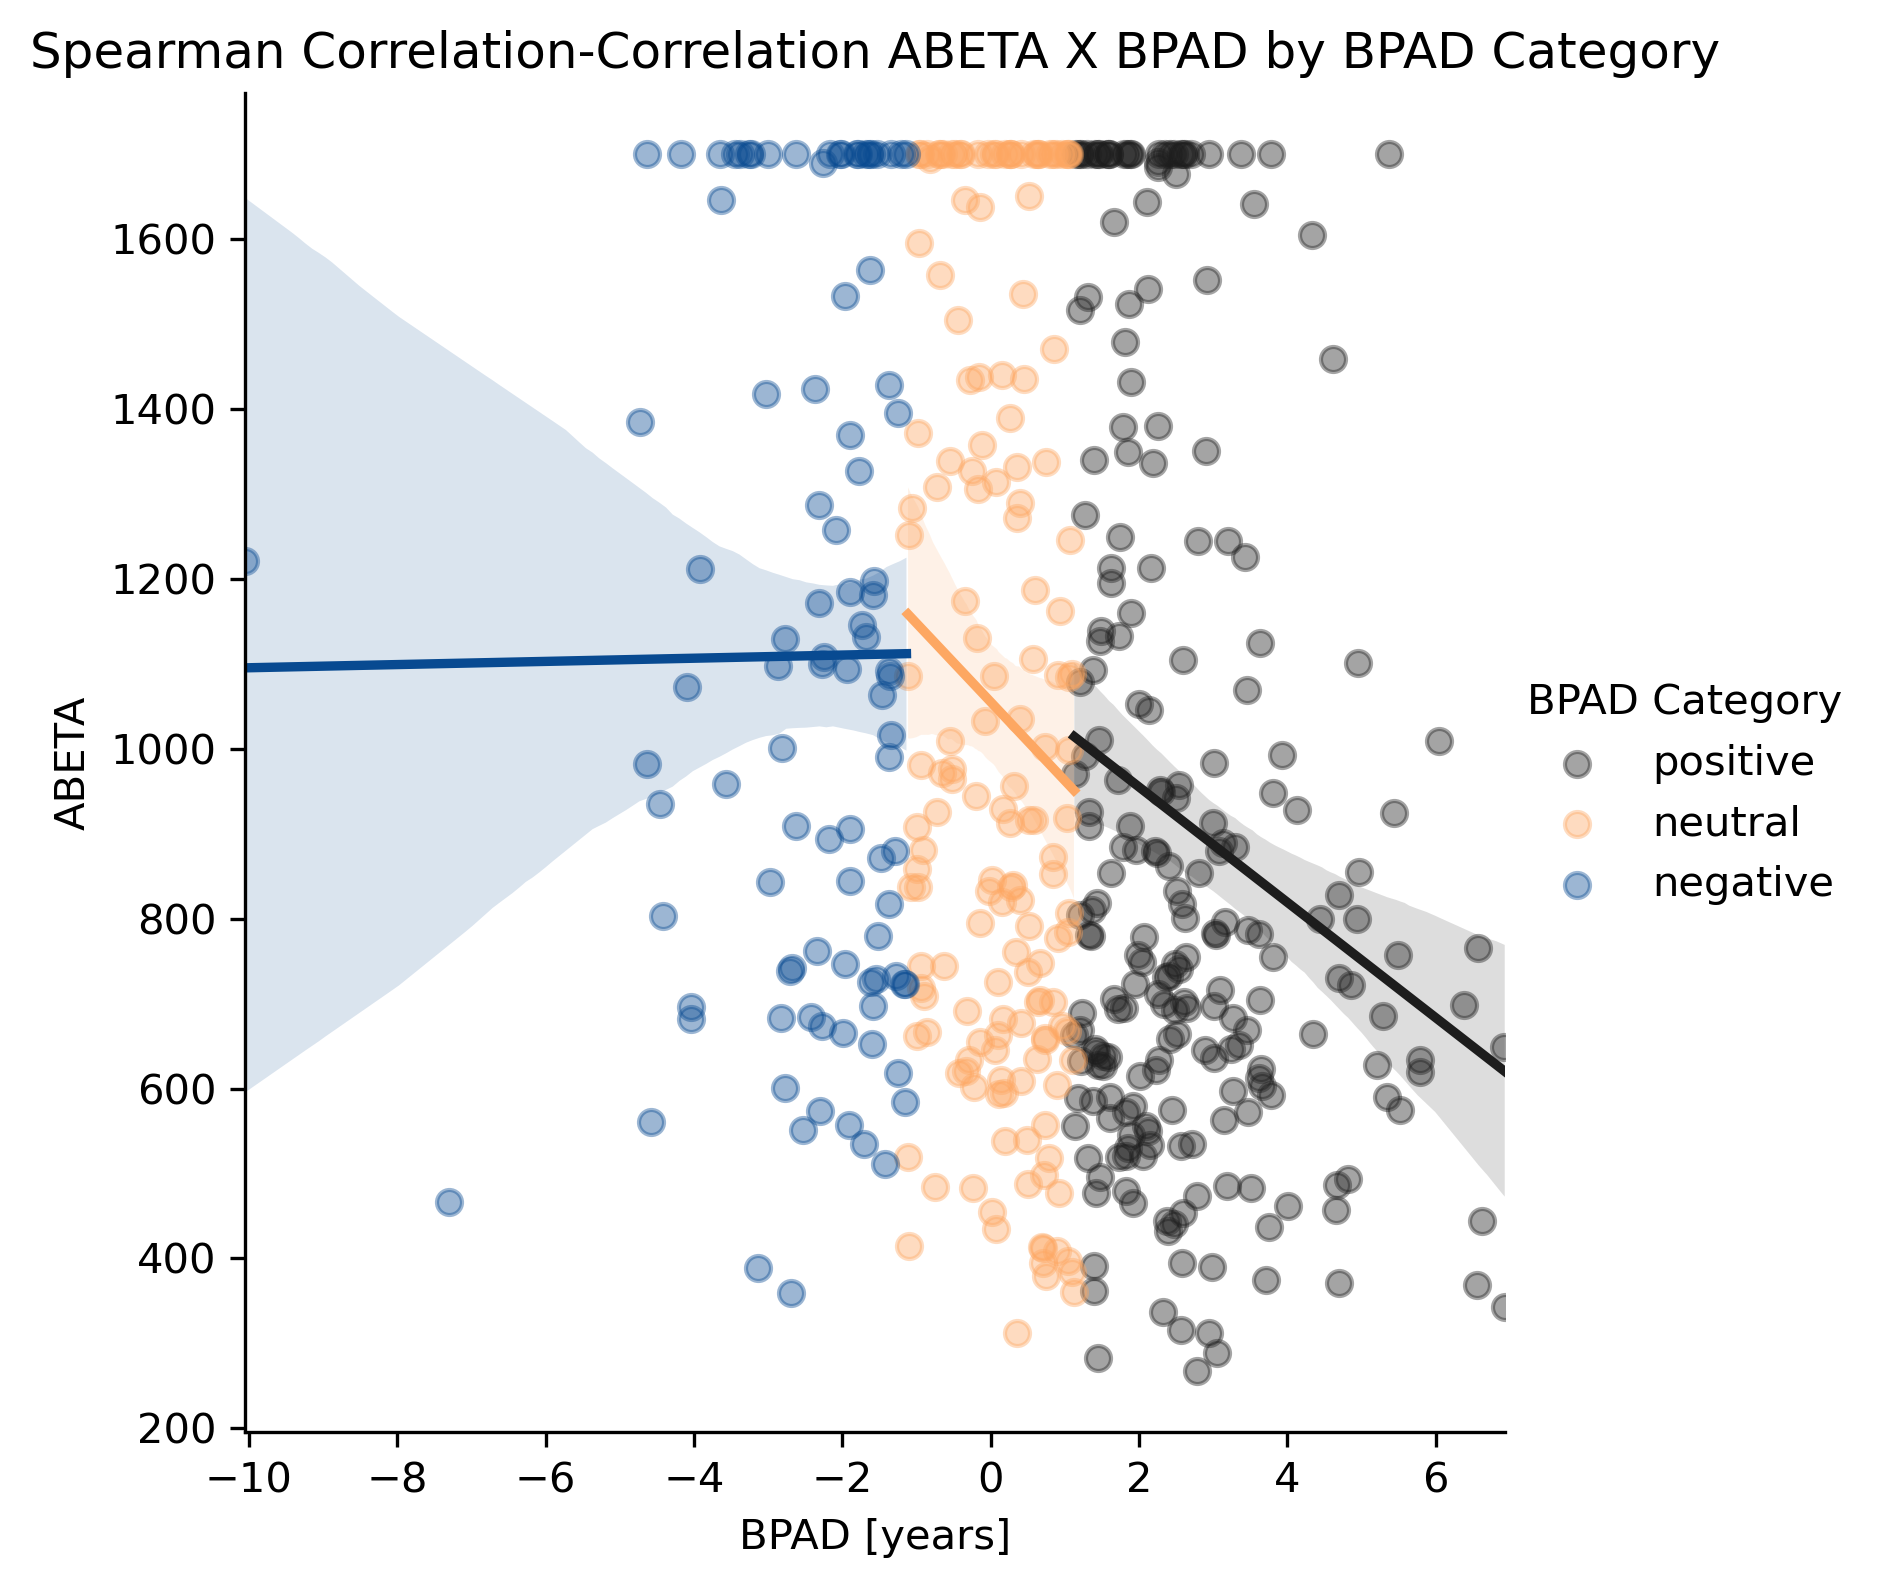 Spearman Correlation-Correlation ABETA X BPAD by BPAD Category
1600
1400
1200
1000
800
600
400
200
ABETA
−10 −8 −6 −4 −2 0 2 4 6
BPAD [years]
BPAD Category
positive
neutral
negative